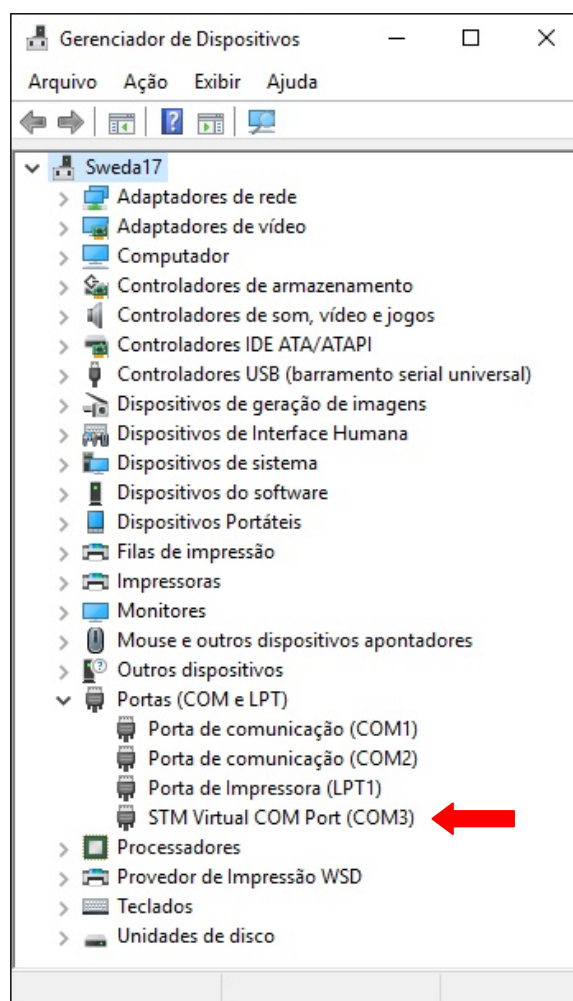 Gerenciador de Dispositivos
Arquivo Ação Exibir Ajuda
Sweda17
Adaptadores de rede
Adaptadores de vídeo
Computador
Controladores de armazenamento
Controladores de som, vídeo e jogos
Controladores IDE ATA/ATAPI
Controladores USB (barramento serial universal)
Dispositivos de geração de imagens
Dispositivos de Interface Humana
Dispositivos de sistema
Dispositivos do software
Dispositivos Portáteis
Filas de impressão
Impressoras
Monitores
Mouse e outros dispositivos apontadores
Outros dispositivos
Portas (COM e LPT)
Porta de comunicação (COM1)
Porta de comunicação (COM2)
Porta de Impressora (LPT1)
STM Virtual COM Port (COM3)
Processadores
Provedor de Impressão WSD
Teclados
Unidades de disco